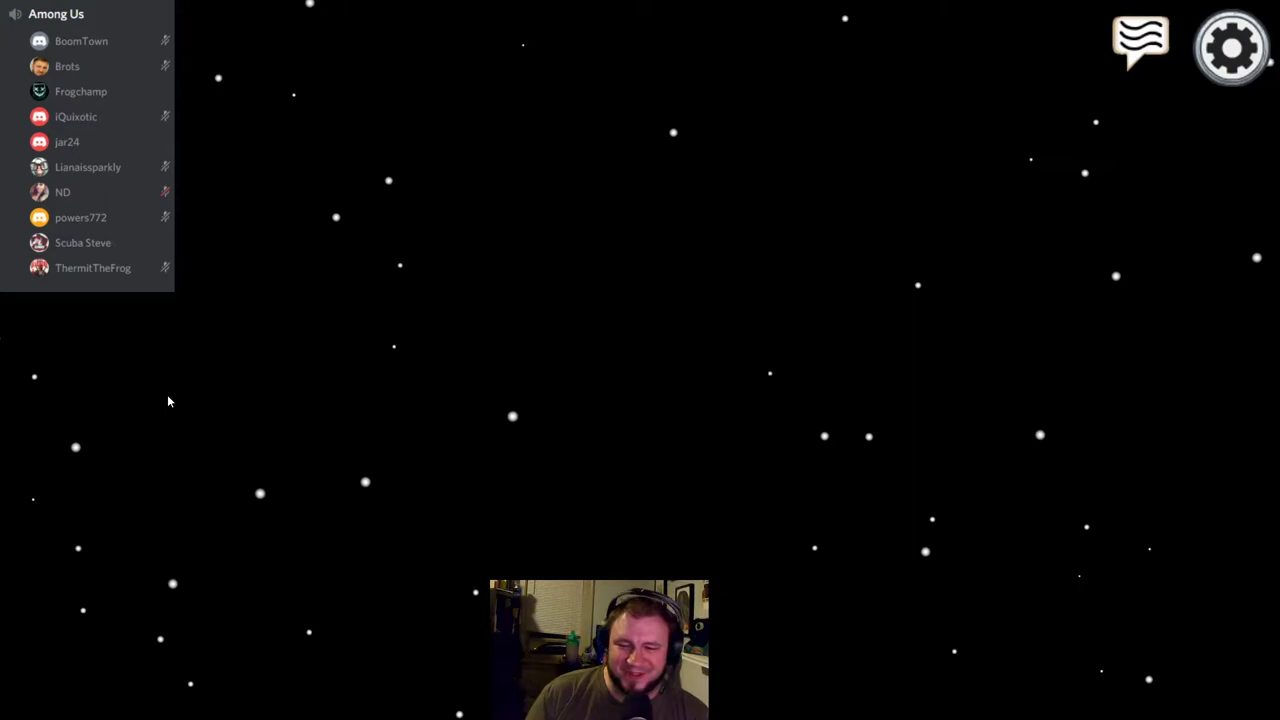 Among Us
BoomTown
Brots
Frogchamp
iQuixotic
jar24
Lianaissparkly
ND
powers772
Scuba Steve
ThermitTheFrog